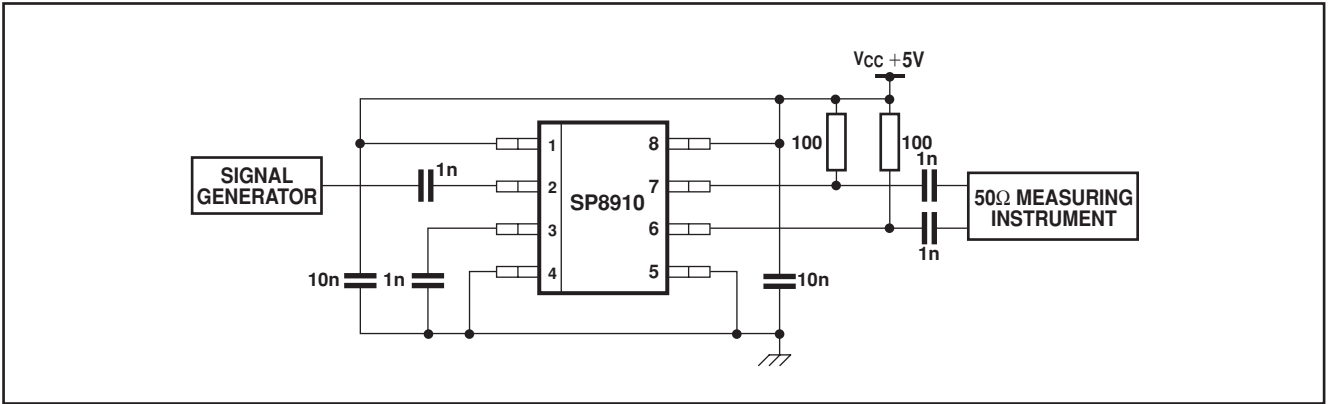 VCC +5V
1
8
100
100
1n
1n
SIGNAL
GENERATOR
2
7
SP8910
50Ω MEASURING
INSTRUMENT
3
6
1n
10n
1n
4
5
10n